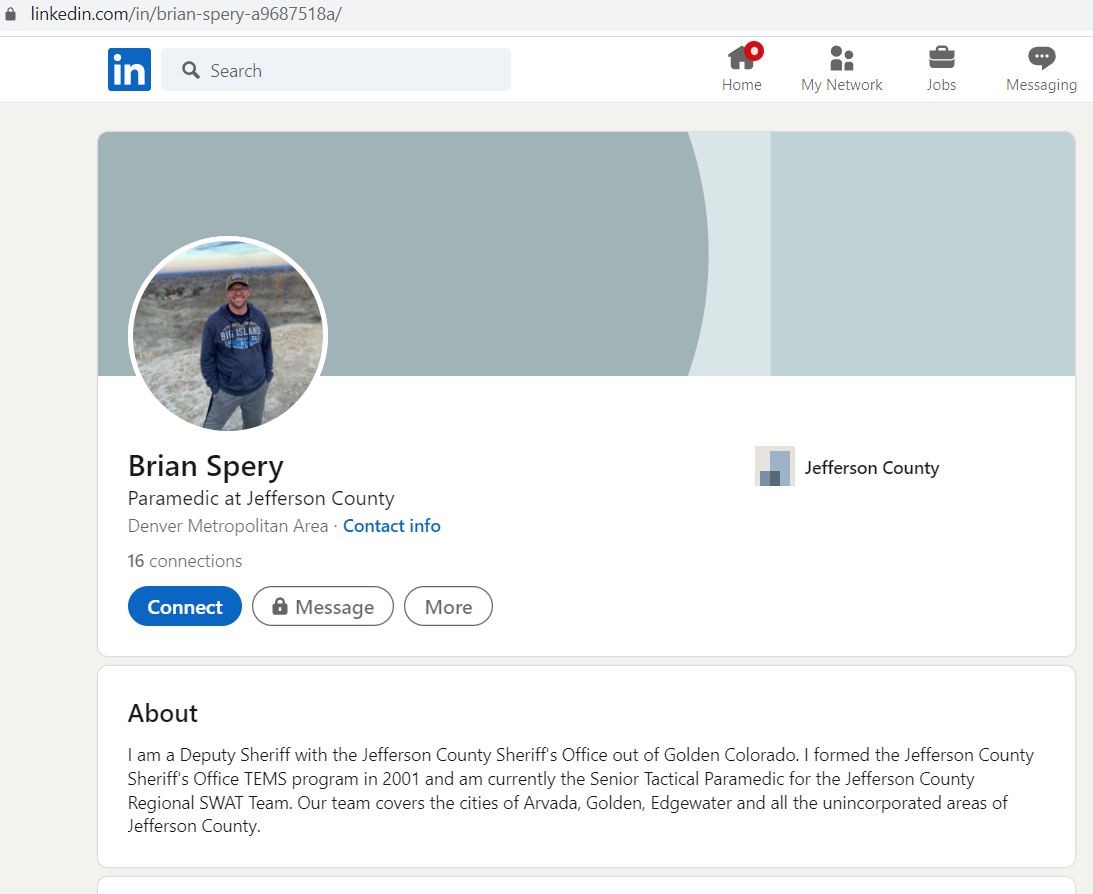 linkedin.com/in/brian-spery-a9687518a/
in
Search
Home
My Network
Jobs
Messaging
BIG ISLAND
Brian Spery
Jefferson County
Paramedic at Jefferson County
Denver Metropolitan Area · Contact info
16 connections
Connect
Message
More
About
I am a Deputy Sheriff with the Jefferson County Sheriff's Office out of Golden Colorado. I formed the Jefferson County
Sheriff's Office TEMS program in 2001 and am currently the Senior Tactical Paramedic for the Jefferson County
Regional SWAT Team. Our team covers the cities of Arvada, Golden, Edgewater and all the unincorporated areas of
Jefferson County.